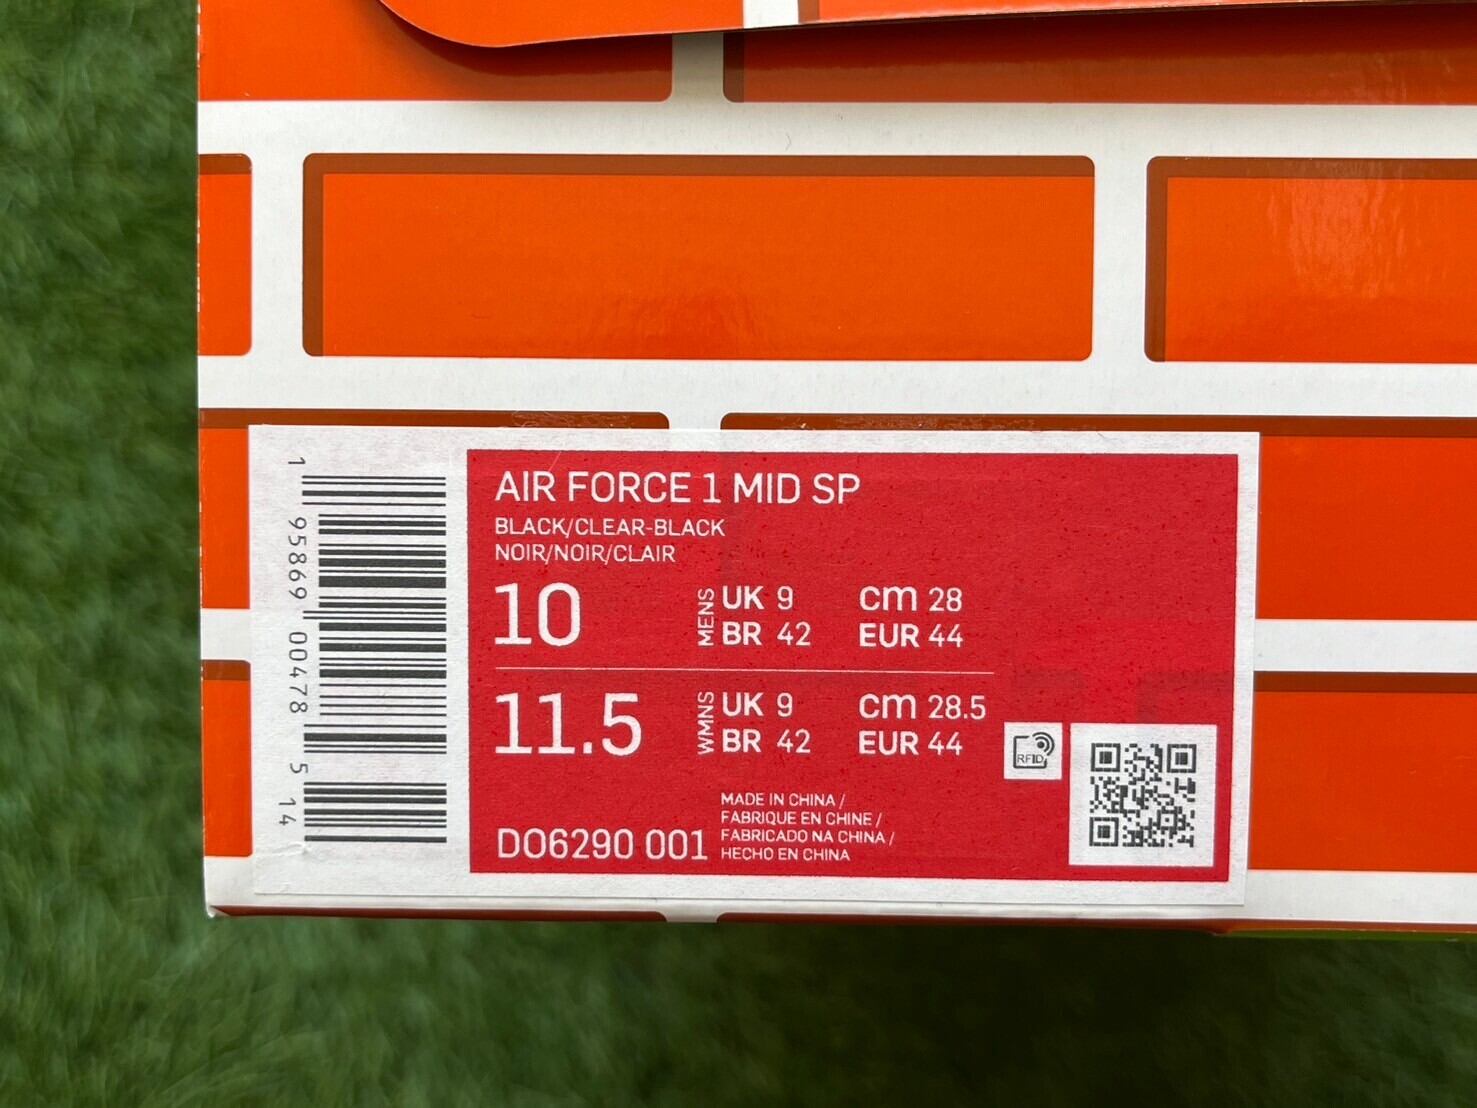 AIR FORCE 1 MID SP
BLACK/CLEAR-BLACK
NOIR/NOIR/CLAIR
10 MENS UK 9 cm 28
BR 42 EUR 44
11.5 WMNS UK 9 cm 28.5
BR 42 EUR 44
RFID
MADE IN CHINA /
FABRIQUE EN CHINE /
FABRICADO NA CHINA /
HECHO EN CHINA
DO6290 001
1 95869 00478 5 14